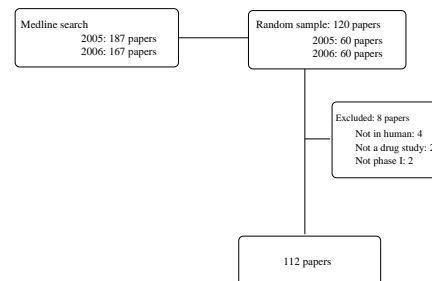 Medline search
2005: 187 papers
2006: 167 papers
Random sample: 120 papers
2005: 60 papers
2006: 60 papers
Excluded: 8 papers
Not in human: 4
Not a drug study: 2
Not phase I: 2
112 papers